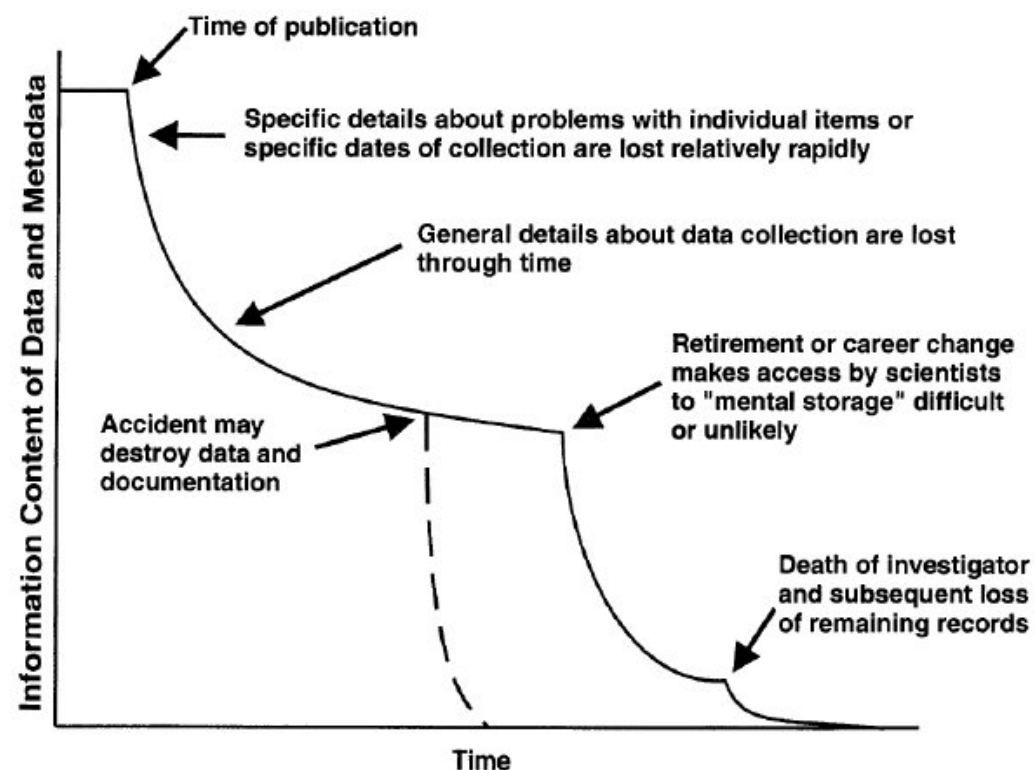 Time of publication
Specific details about problems with individual items or
specific dates of collection are lost relatively rapidly
General details about data collection are lost
through time
Retirement or career change
makes access by scientists
to "mental storage" difficult
or unlikely
Accident may
destroy data and
documentation
Death of investigator
and subsequent loss
of remaining records
Information Content of Data and Metadata
Time